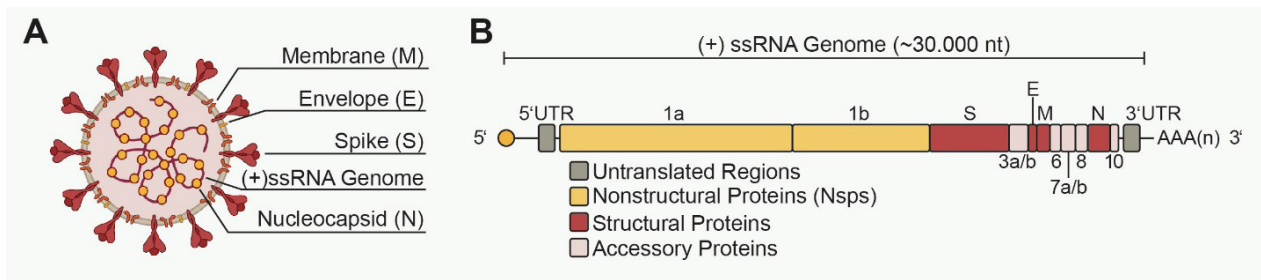 A
Membrane (M)
Envelope (E)
Spike (S)
(+)ssRNA Genome
Nucleocapsid (N)
B
(+) ssRNA Genome (~30.000 nt)
E
5‘UTR 1a 1b S M N 3‘UTR
5‘ AAA(n) 3‘
3a/b 6 8 10
7a/b
Untranslated Regions
Nonstructural Proteins (Nsps)
Structural Proteins
Accessory Proteins